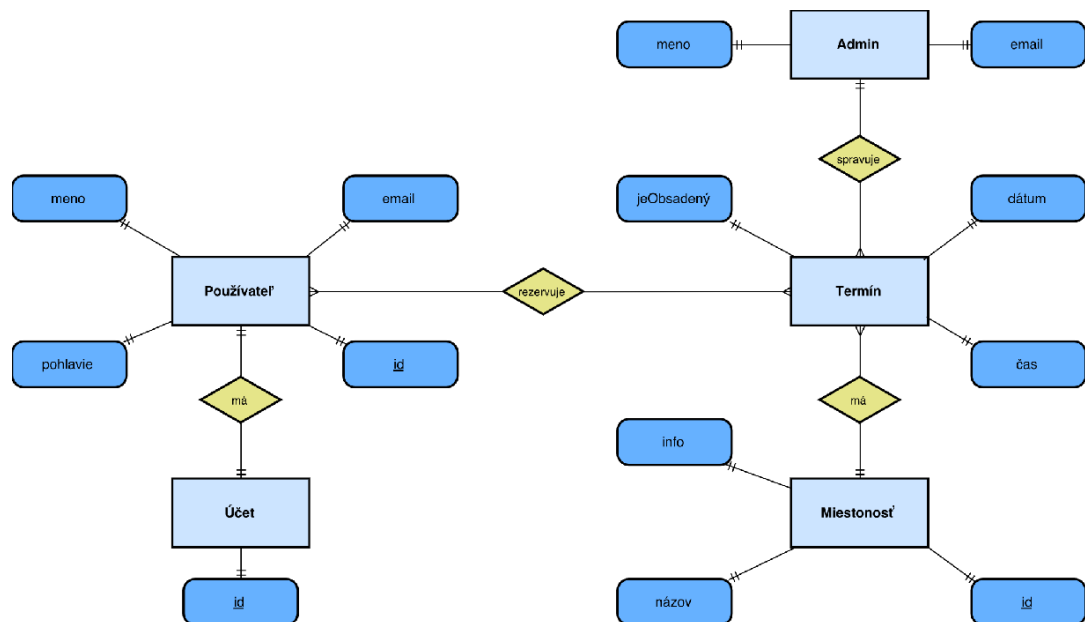 meno
Admin
email
spravuje
meno
email
jeObsadený
dátum
Používateľ
rezervuje
Termín
pohlavie
id
čas
má
má
info
Účet
Miestonosť
id
názov
id